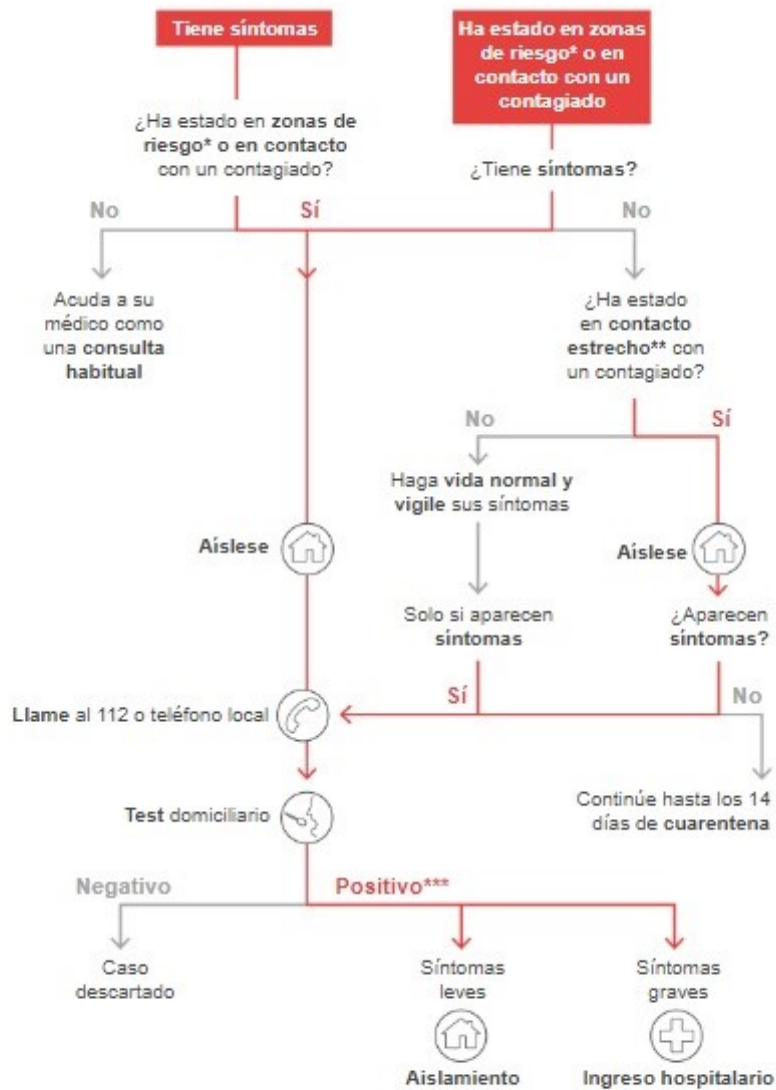 Tiene síntomas
Ha estado en zonas
de riesgo* o en
contacto con un
contagiado
¿Ha estado en zonas de
riesgo* o en contacto
con un contagiado?
¿Tiene síntomas?
No
Sí
No
Acuda a su
médico como
una consulta
habitual
¿Ha estado
en contacto
estrecho** con
un contagiado?
No
Sí
Haga vida normal y
vigile sus síntomas
Aíslese
Aíslese
Solo si aparecen
síntomas
¿Aparecen
síntomas?
Llame al 112 o teléfono local
Sí
No
Test domiciliario
Continúe hasta los 14
días de cuarentena
Negativo
Positivo***
Caso
descartado
Síntomas
leves
Síntomas
graves
Aislamiento
Ingreso hospitalario